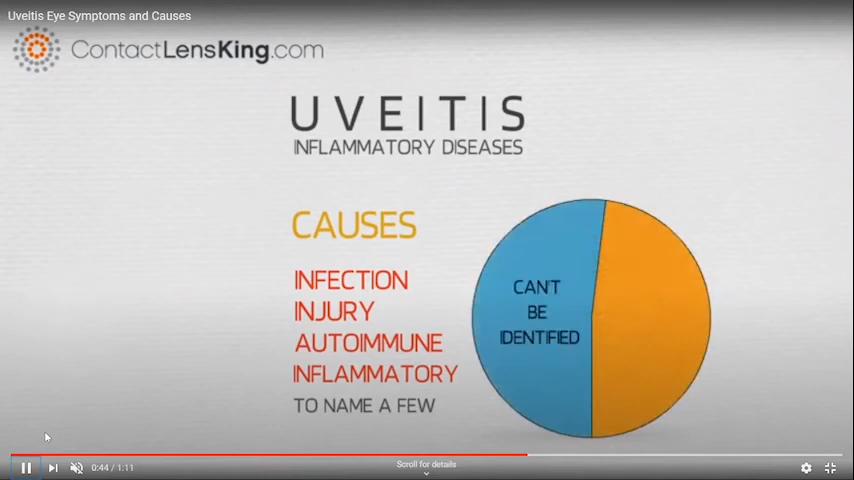 Uveitis Eye Symptoms and Causes
ContactLensKing.com
UVEITIS
INFLAMMATORY DISEASES
CAUSES
INFECTION
INJURY
AUTOIMMUNE
INFLAMMATORY
TO NAME A FEW
CAN'T
BE
IDENTIFIED
0:44 / 1:11
Scroll for details